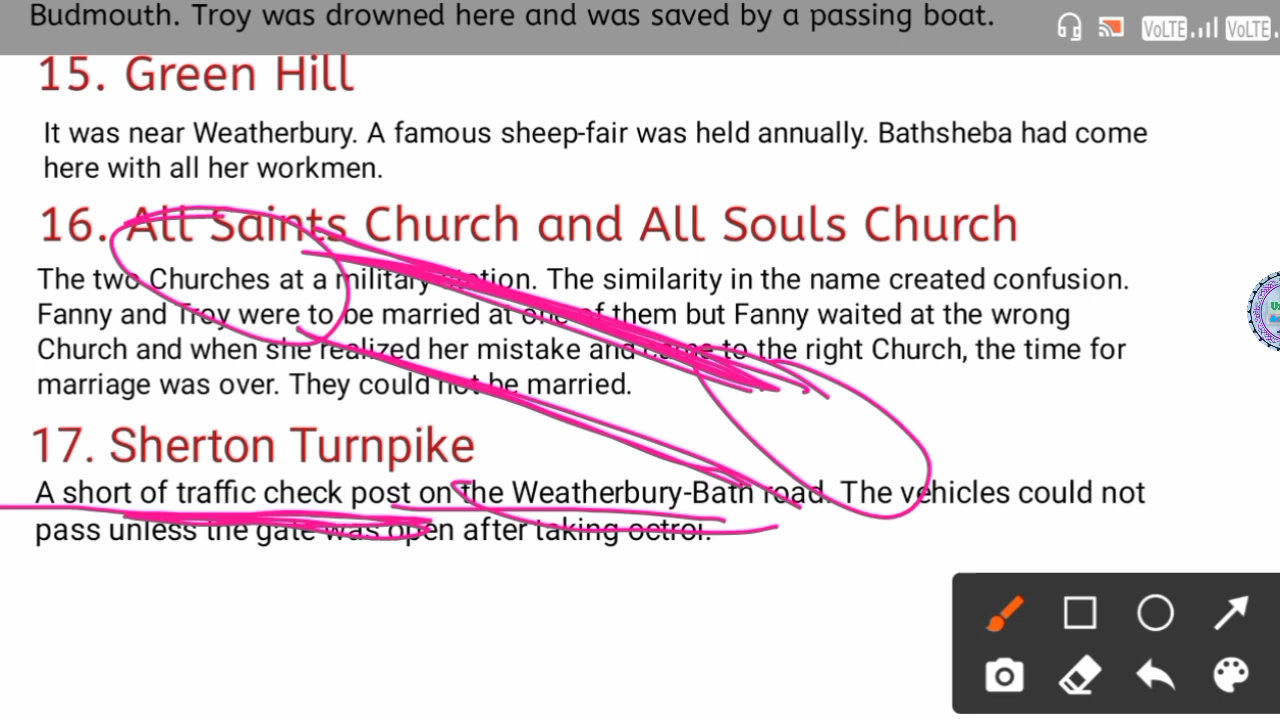 Budmouth. Troy was drowned here and was saved by a passing boat.
VoLTE VoLTE
15. Green Hill
It was near Weatherbury. A famous sheep-fair was held annually. Bathsheba had come
here with all her workmen.
16. All Saints Church and All Souls Church
The two Churches at a military station. The similarity in the name created confusion.
Fanny and Troy were to be married at one of them but Fanny waited at the wrong
Church and when she realized her mistake and came to the right Church, the time for
marriage was over. They could not be married.
17. Sherton Turnpike
A short of traffic check post on the Weatherbury-Bath road. The vehicles could not
pass unless the gate was open after taking octroi.